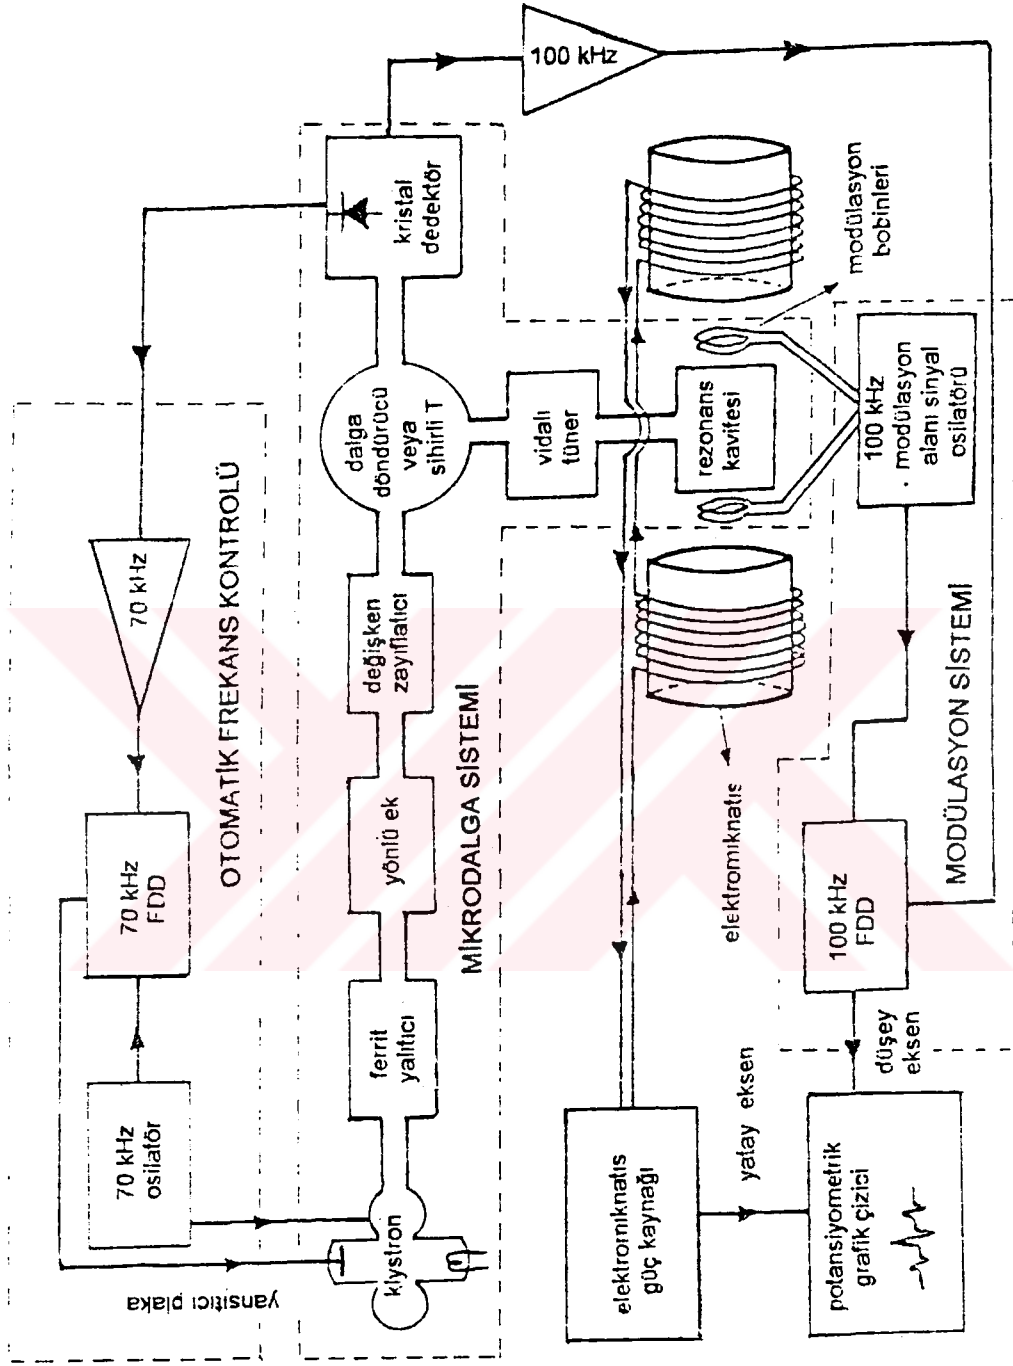 OTOMATİK FREKANS KONTROLÜ
70 kHz
osilatör
70 kHz
FDD
70 kHz
yansıtıcı plaka
klystron
ferrit
yalıtıcı
yönlü ek
değişken
zayıflatıcı
dalga
döndürücü
veya
sihirli T
kristal
dedektör
MİKRODALGA SİSTEMİ
100 kHz
vidalı
tüner
rezonans
kavitesi
modülasyon
bobinleri
elektromıknatıs
elektromıknatıs
güç kaynağı
yatay eksen
potansiyometrik
grafik çizici
düşey
eksen
100 kHz
FDD
MODÜLASYON SİSTEMİ
100 kHz
modülasyon
alanı sinyal
osilatörü